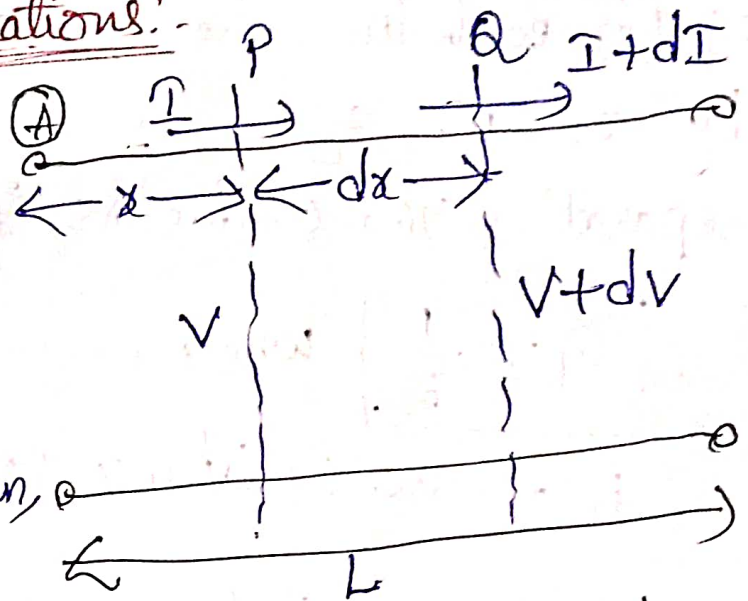 ations:-
P Q I+dI
A I
x dx
V V+dV
n,
L